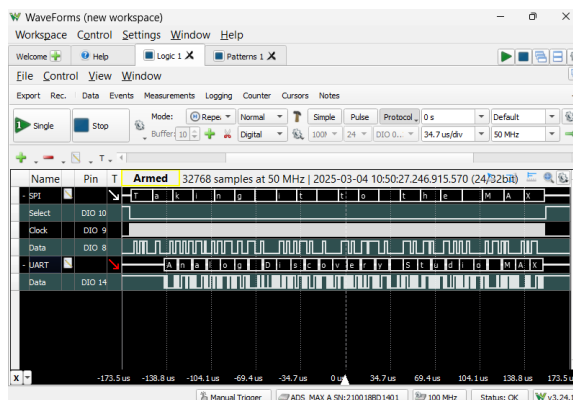 WaveForms (new workspace)
Workspace Control Settings Window Help
Welcome Help Logic 1 Patterns 1
File Control View Window
Export Rec. Data Events Measurements Logging Counter Cursors Notes
Single Stop Mode: Repe. Normal Simple Pulse Protocol 0 s Default
Buffer: 10 Digital 24 DIO 0... 34.7 us/div 50 MHz
T
Name Pin T Armed 32768 samples at 50 MHz | 2025-03-04 10:50:27.246.915.570 (24/32bit)
- SPI T a k i n g i t t o t h e M A X
Select DIO 10
Clock DIO 9
Data DIO 8
- UART A n a l o g D i s c o v e r y S t u d i o M A X
Data DIO 14
X -173.5 us -138.8 us -104.1 us -69.4 us -34.7 us 0 us 34.7 us 69.4 us 104.1 us 138.8 us 173.5 u
Manual Trigger ADS MAX A SN:210018BD1401 100 MHz Status: OK v3.24.1